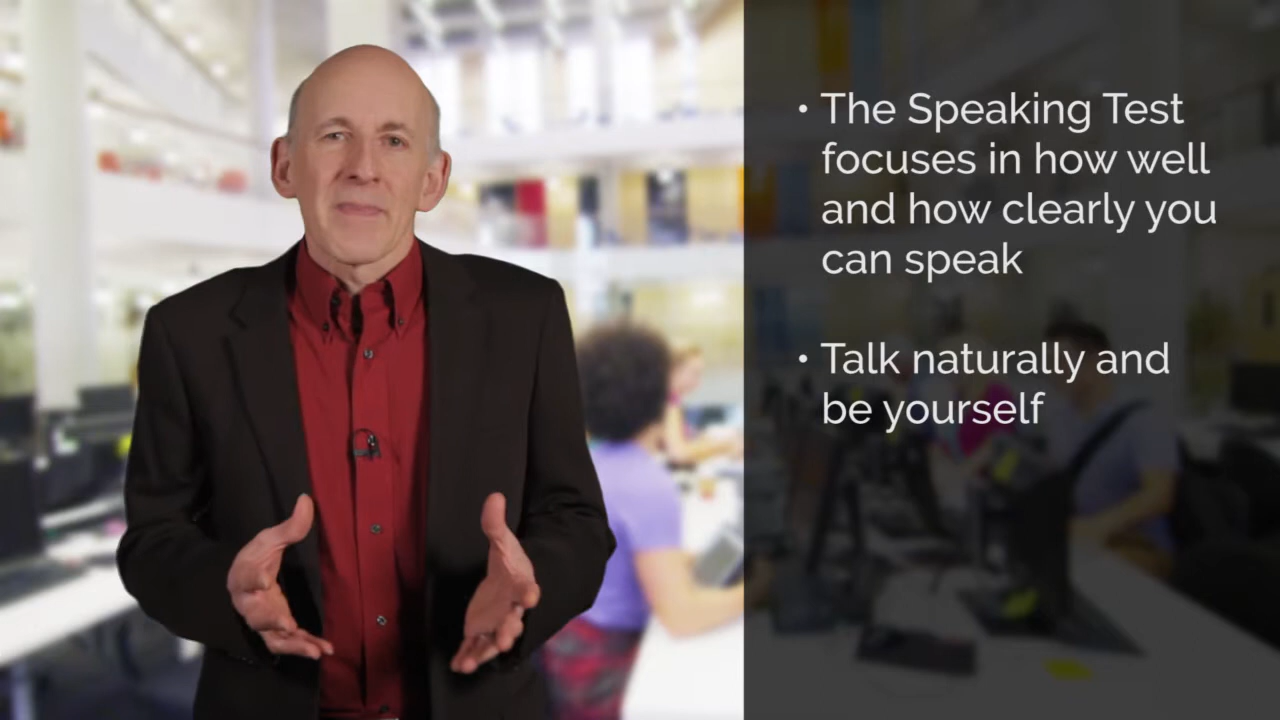 • The Speaking Test
focuses in how well
and how clearly you
can speak
• Talk naturally and
be yourself